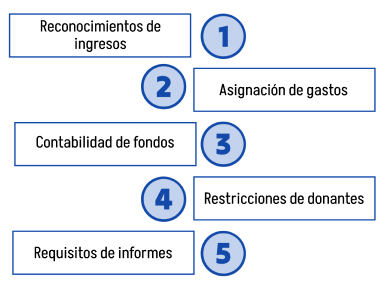 Reconocimientos de
ingresos
1
2
Asignación de gastos
Contabilidad de fondos
3
4
Restricciones de donantes
Requisitos de informes
5